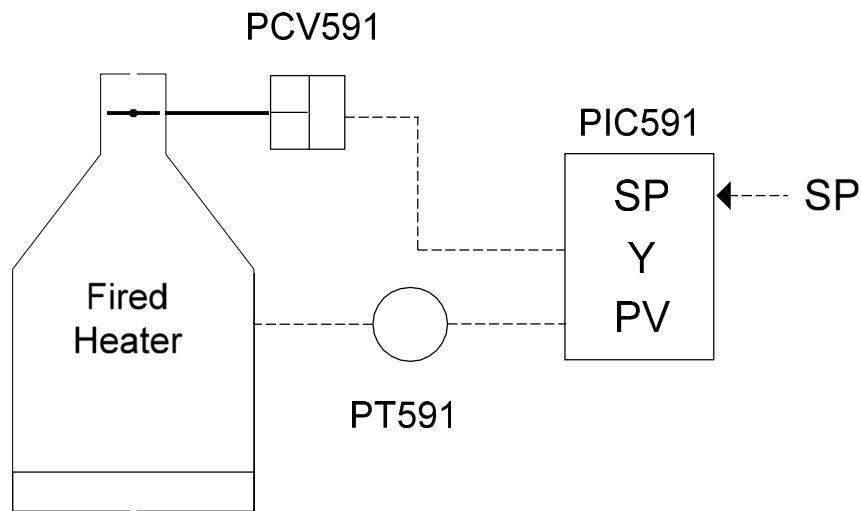 PCV591
PIC591
SP
SP
Y
Fired
Heater
PV
PT591